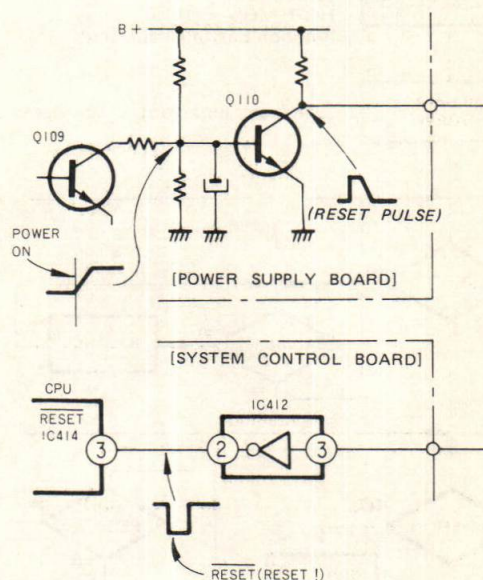 B+
Q110
Q109
(RESET PULSE)
POWER
ON
[POWER SUPPLY BOARD]
[SYSTEM CONTROL BOARD]
CPU
IC412
RESET
IC414
3
2
3
RESET(RESET!)